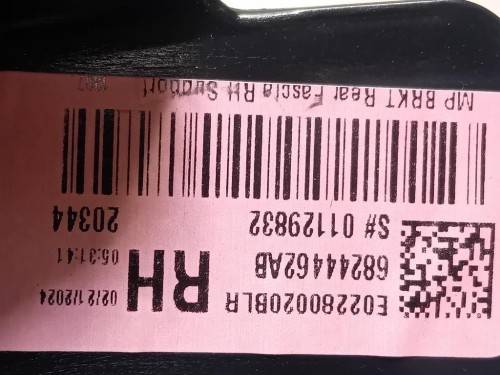 E02280020BLR
68244462AB
S# 01129832
RH
02/21/2024
05:31:41
20344
MP BRKT Rear Fascia RH Support